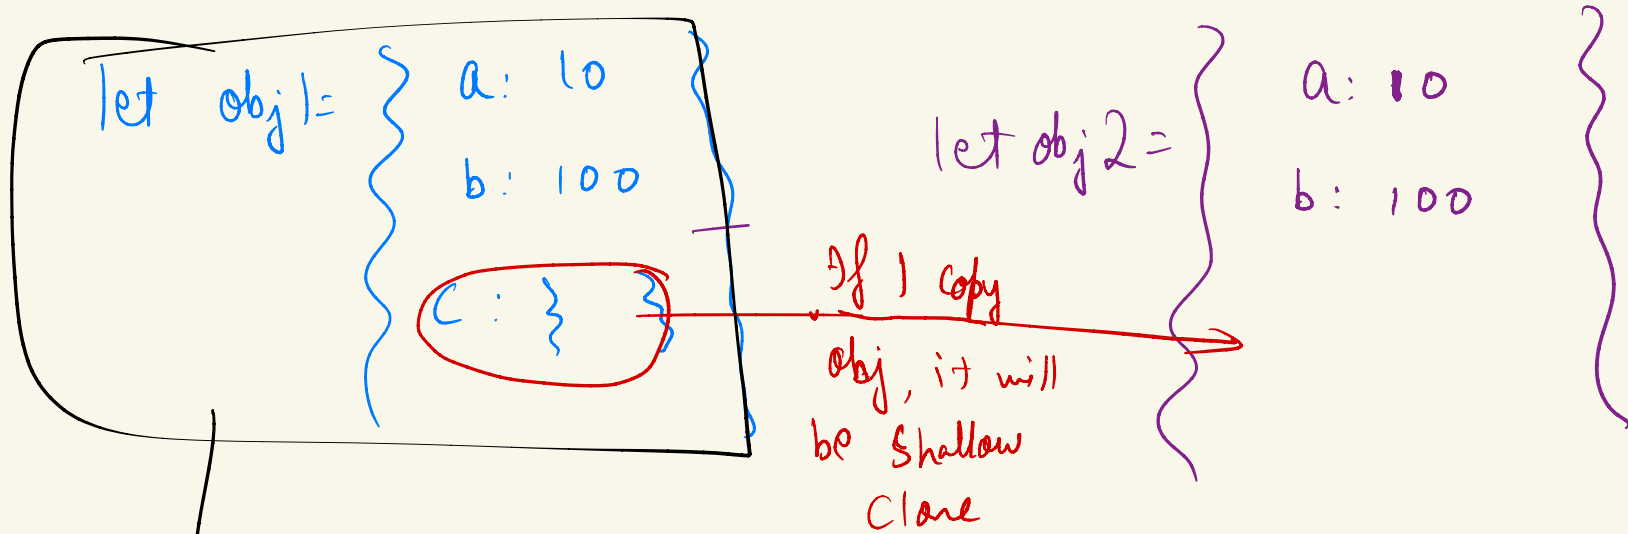 let obj1= { a: 10
b: 100
c: { }
}
let obj2= { a: 10
b: 100
}
If I copy
obj, it will
be shallow
Clone